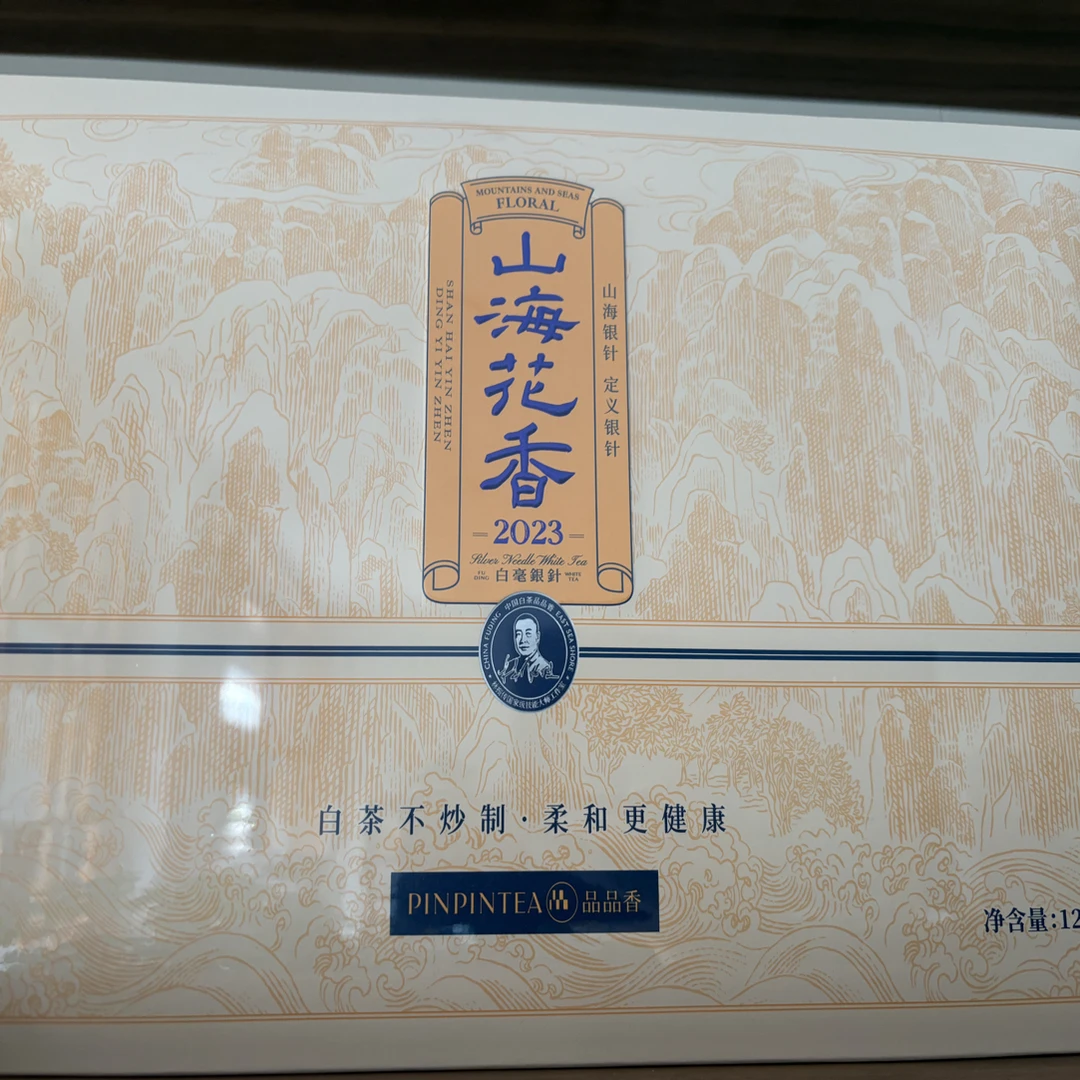 MOUNTAINS AND SEAS
FLORAL
山海花香
SHAN HAI YIN ZHEN
DING YI YIN ZHEN
山海银针 定义银针
2023
Silver Needle White Tea
FU DING
白毫銀針
WHITE TEA
中国白茶品品香
CHINA FUDING
EAST SEA SHORE
白茶不炒制·柔和更健康
PINPINTEA 品品香
净含量:12